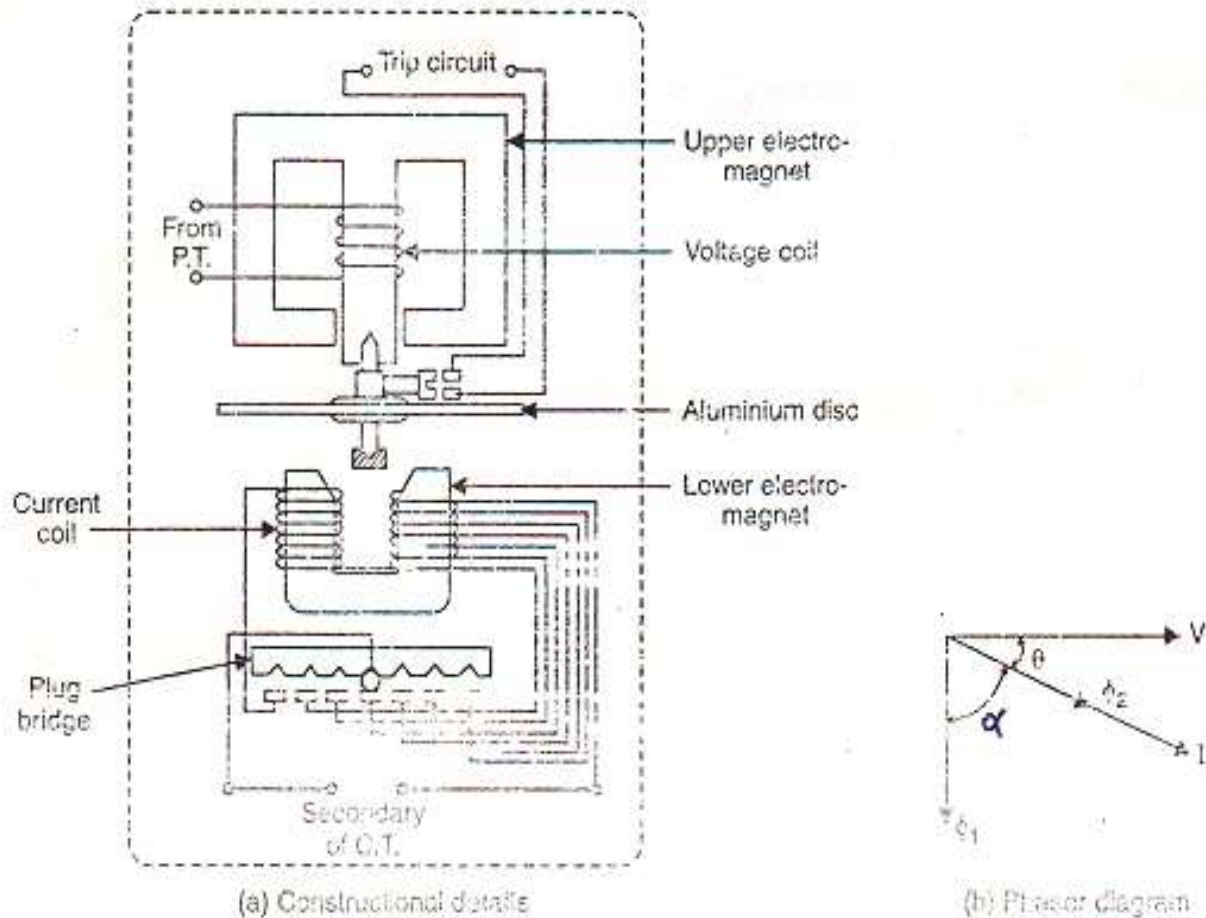 Trip circuit
Upper electro-
magnet
From
P.T.
Voltage coil
Aluminium disc
Lower electro-
magnet
Current
coil
Plug
bridge
Secondary
of C.T.
(a) Constructional details
V
θ
ϕ2
α
I
ϕ1
(b) Phasor diagram